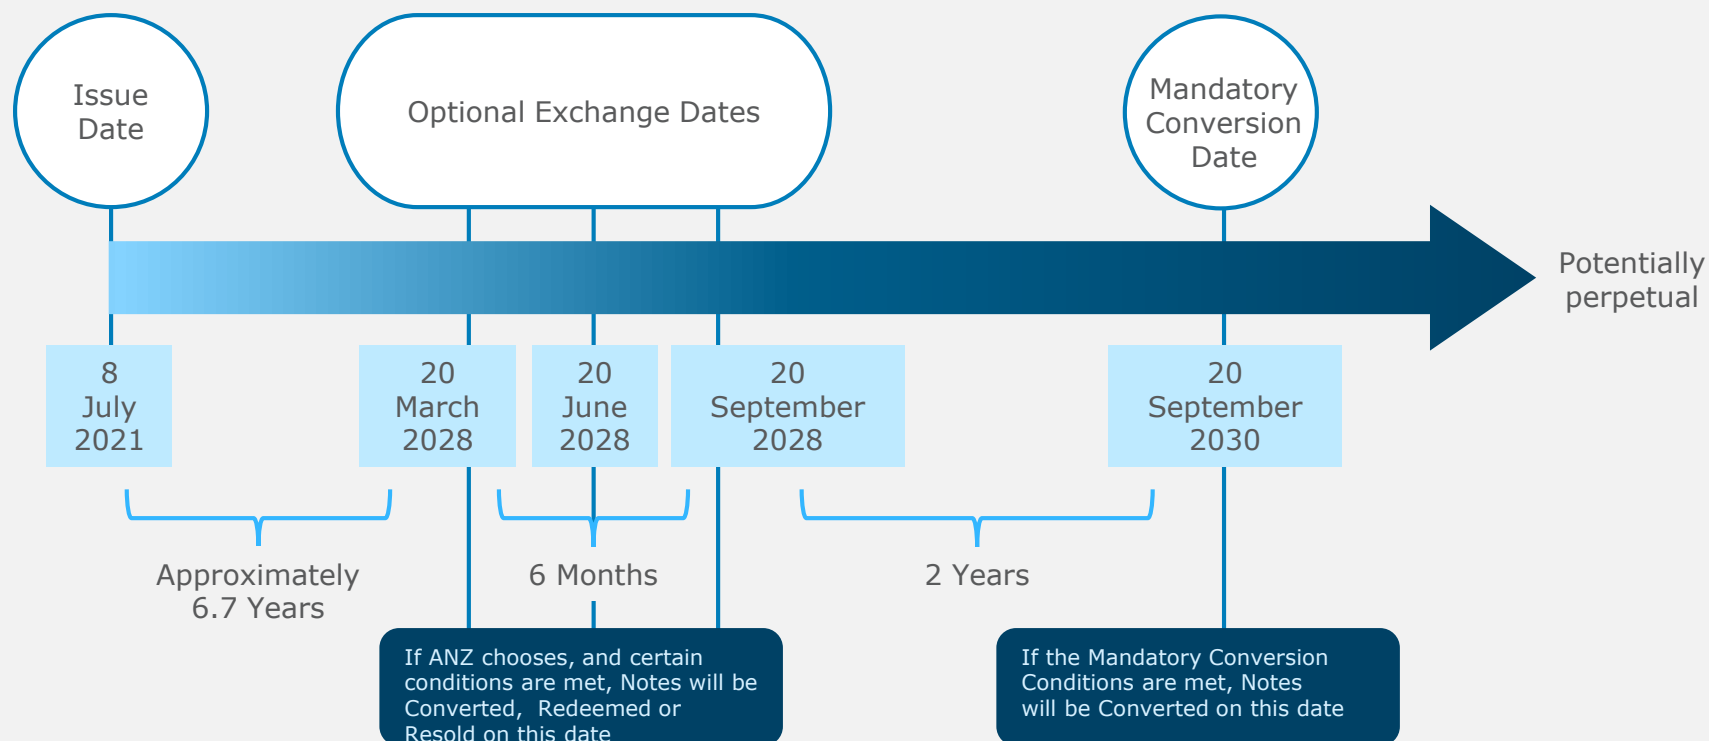 Issue
Date
Optional Exchange Dates
Mandatory
Conversion
Date
Potentially
perpetual
8
July
2021
20
March
2028
20
June
2028
20
September
2028
20
September
2030
Approximately
6.7 Years
6 Months
2 Years
If ANZ chooses, and certain
conditions are met, Notes will be
Converted,  Redeemed or
Resold on this date
If the Mandatory Conversion
Conditions are met, Notes
will be Converted on this date